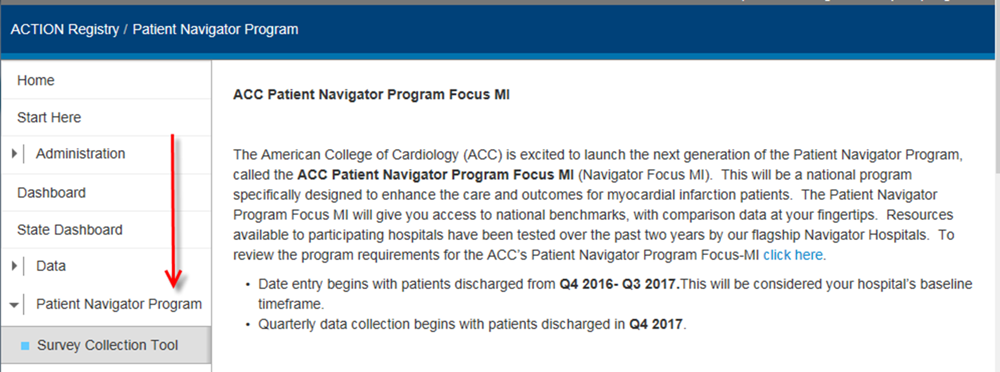 ACTION Registry / Patient Navigator Program
Home
Start Here
Administration
Dashboard
State Dashboard
Data
Patient Navigator Program
Survey Collection Tool
ACC Patient Navigator Program Focus MI
The American College of Cardiology (ACC) is excited to launch the next generation of the Patient Navigator Program,
called the ACC Patient Navigator Program Focus MI (Navigator Focus MI).  This will be a national program
specifically designed to enhance the care and outcomes for myocardial infarction patients.  The Patient Navigator
Program Focus MI will give you access to national benchmarks, with comparison data at your fingertips.  Resources
available to participating hospitals have been tested over the past two years by our flagship Navigator Hospitals.  To
review the program requirements for the ACC’s Patient Navigator Program Focus-MI click here.
• Date entry begins with patients discharged from Q4 2016- Q3 2017.This will be considered your hospital’s baseline
timeframe.
• Quarterly data collection begins with patients discharged in Q4 2017.